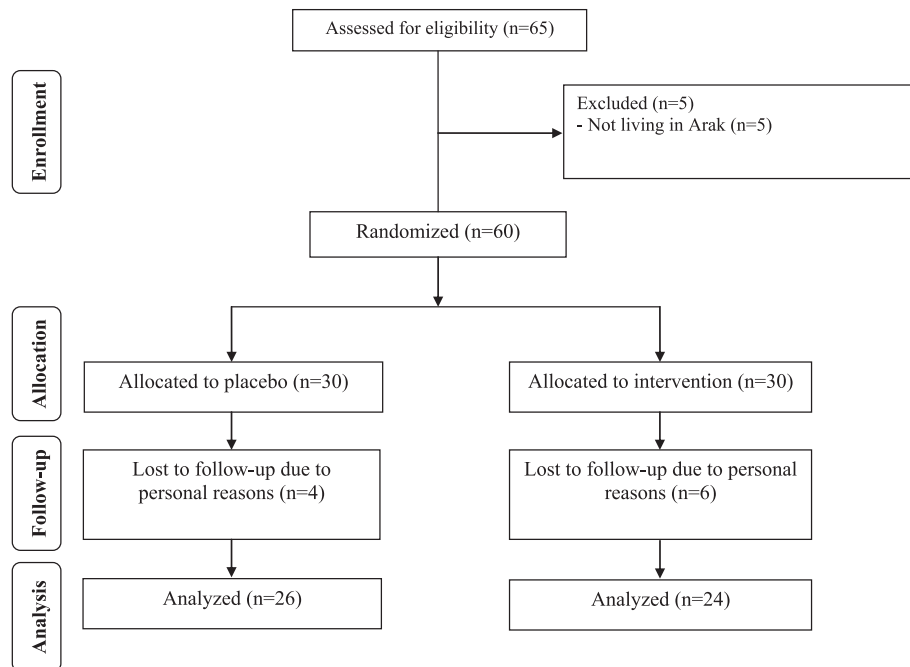 Assessed for eligibility (n=65)
Enrollment
Excluded (n=5)
- Not living in Arak (n=5)
Randomized (n=60)
Allocation
Allocated to placebo (n=30)
Allocated to intervention (n=30)
Follow-up
Lost to follow-up due to
personal reasons (n=4)
Lost to follow-up due to personal
reasons (n=6)
Analysis
Analyzed (n=26)
Analyzed (n=24)